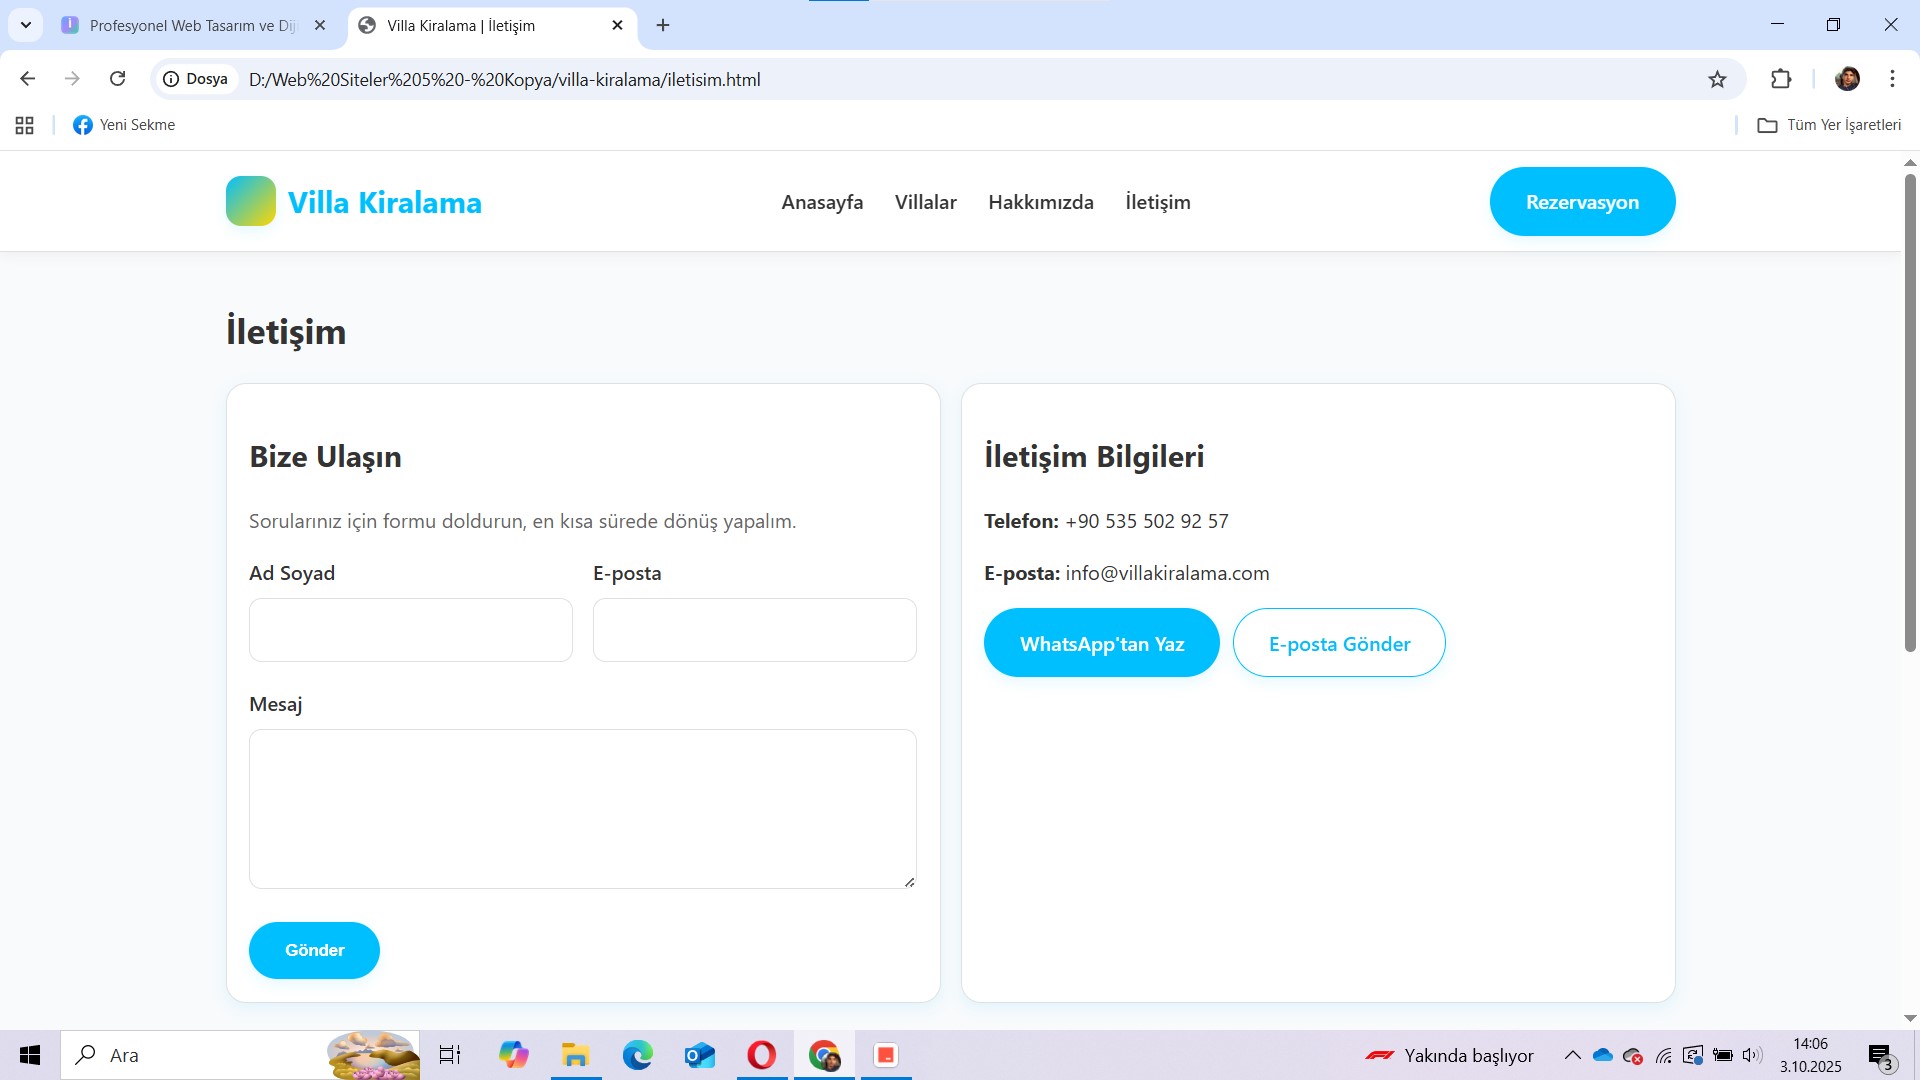 Profesyonel Web Tasarım ve Dij
Villa Kiralama | İletişim
Dosya
D:/Web%20Siteler%205%20-%20Kopya/villa-kiralama/iletisim.html
Yeni Sekme
Tüm Yer İşaretleri
Villa Kiralama
Anasayfa
Villalar
Hakkımızda
İletişim
Rezervasyon
İletişim
Bize Ulaşın
Sorularınız için formu doldurun, en kısa sürede dönüş yapalım.
Ad Soyad
E-posta
Mesaj
Gönder
İletişim Bilgileri
Telefon: +90 535 502 92 57
E-posta: info@villakiralama.com
WhatsApp'tan Yaz
E-posta Gönder
Ara
Yakında başlıyor
14:06
3.10.2025
3